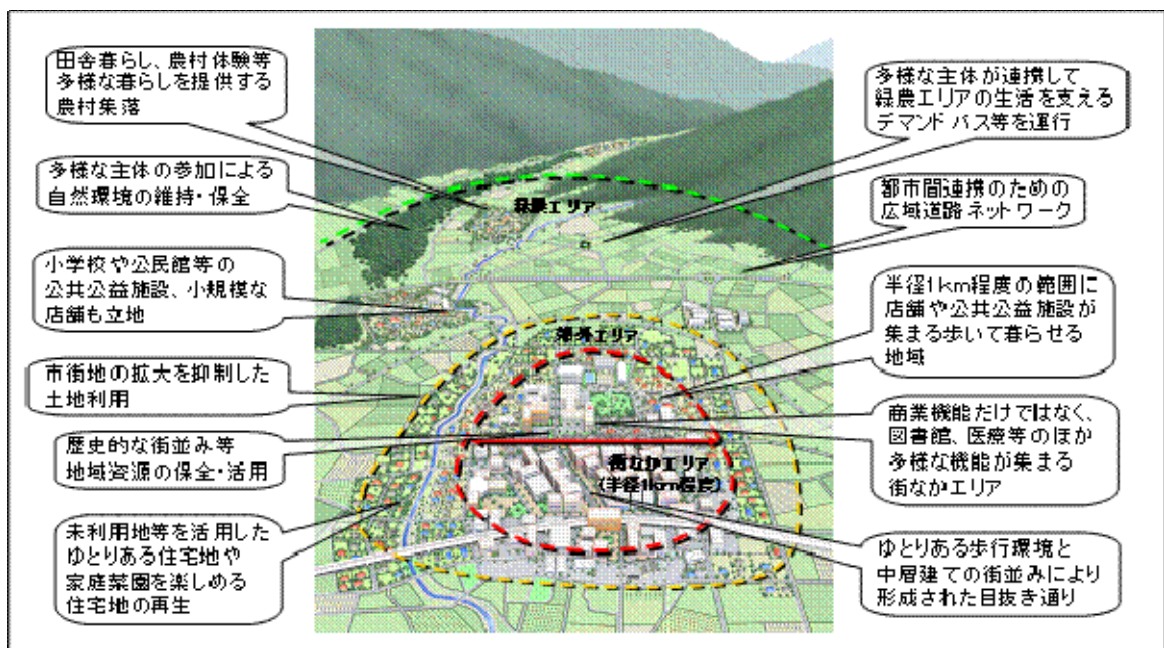 田舎暮らし、農村体験等
多様な暮らしを提供する
農村集落
多様な主体の参加による
自然環境の維持・保全
小学校や公民館等の
公共公益施設、小規模な
店舗も立地
市街地の拡大を抑制した
土地利用
歴史的な街並み等
地域資源の保全・活用
未利用地等を活用した
ゆとりある住宅地や
家庭菜園を楽しめる
住宅地の再生
緑農エリア
郊外エリア
街なかエリア
(半径1km程度)
多様な主体が連携して
緑農エリアの生活を支える
デマンドバス等を運行
都市間連携のための
広域道路ネットワーク
半径1km程度の範囲に
店舗や公共公益施設が
集まる歩いて暮らせる
地域
商業機能だけではなく、
図書館、医療等のほか
多様な機能が集まる
街なかエリア
ゆとりある歩行環境と
中層建ての街並みにより
形成された目抜き通り